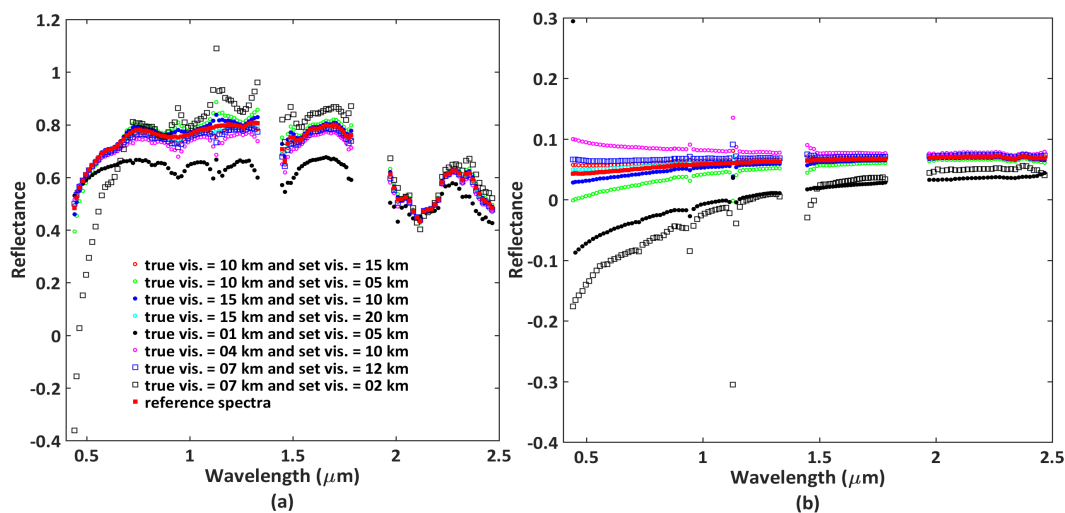 1.2
1
0.8
0.6
0.4
0.2
0
-0.2
-0.4
Reflectance
0.5
1
1.5
2
2.5
Wavelength (μm)
(a)
true vis. = 10 km and set vis. = 15 km
true vis. = 10 km and set vis. = 05 km
true vis. = 15 km and set vis. = 10 km
true vis. = 15 km and set vis. = 20 km
true vis. = 01 km and set vis. = 05 km
true vis. = 04 km and set vis. = 10 km
true vis. = 07 km and set vis. = 12 km
true vis. = 07 km and set vis. = 02 km
reference spectra
0.3
0.2
0.1
0
-0.1
-0.2
-0.3
-0.4
Reflectance
0.5
1
1.5
2
2.5
Wavelength (μm)
(b)